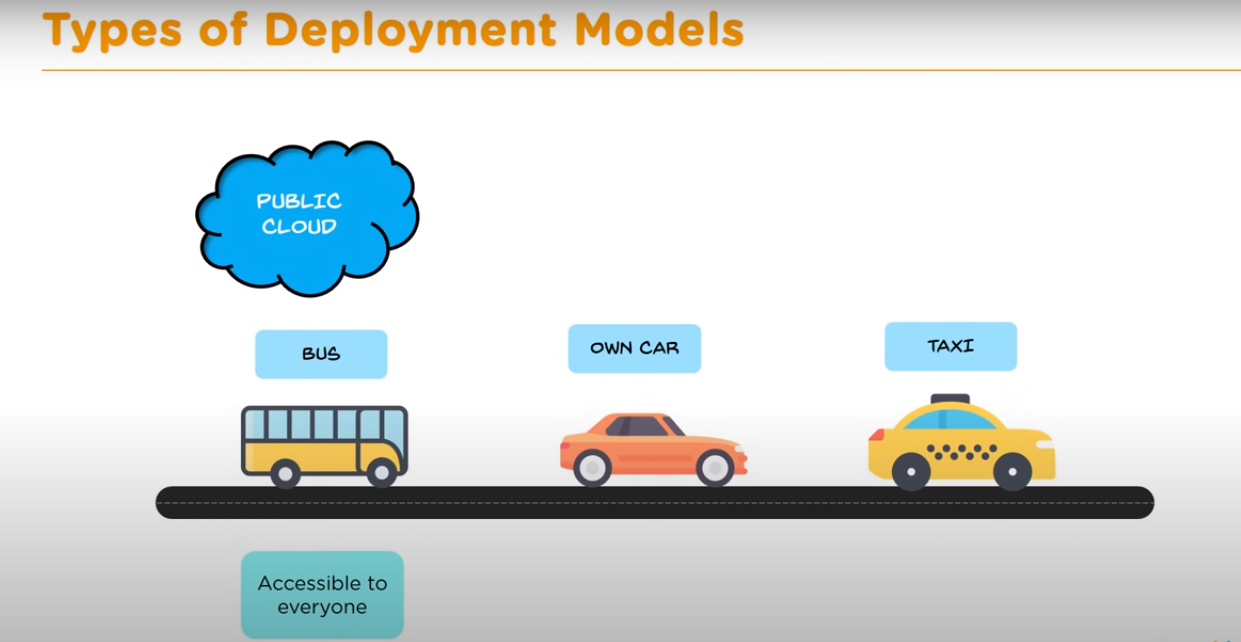 Types of Deployment Models
PUBLIC
CLOUD
BUS
OWN CAR
TAXI
Accessible to
everyone